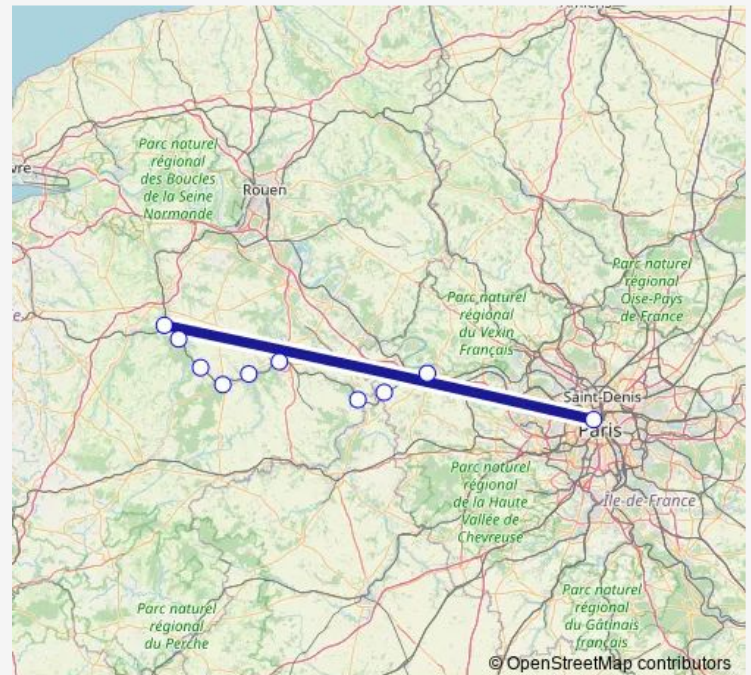 Parc naturel
régional
des Boucles
de la Seine
Normande
vre
Rouen
Parc naturel
régional
Oise-Pays
de France
Parc naturel
régional
du Vexin
Français
e,
Saint-Denis
Paris
Parc naturel
régional
de la Haute
Vallée de
Chevreuse
Île-de-France
Parc naturel
régional
du Perche
Parc naturel
régional
du Gâtinais
français
© OpenStreetMap contributors